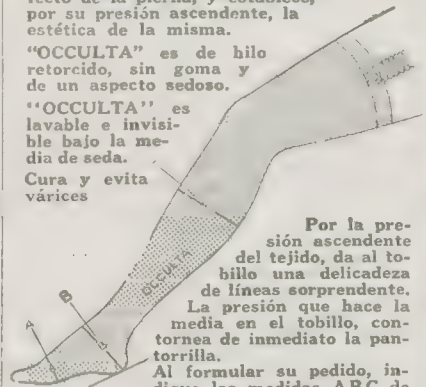 fecto de la pierna, y estabiece,
por su presión ascendente, la
estética de la misma.
"OCCULTA" es de hilo
retorcido, sin goma y
de un aspecto sedoso.
"OCCULTA" es
lavable e invisi-
ble bajo la me-
dia de seda.
Cura y evita
várices
B
A
OCCULTA
Por la pre-
sión ascendente
del tejido, da al to-
billo una delicadeza
de líneas sorprendente.
La presión que hace la
media en el tobillo, con-
tornea de inmediato la pan-
torrilla.
Al formular su pedido, in-
dique las medidas A B C de